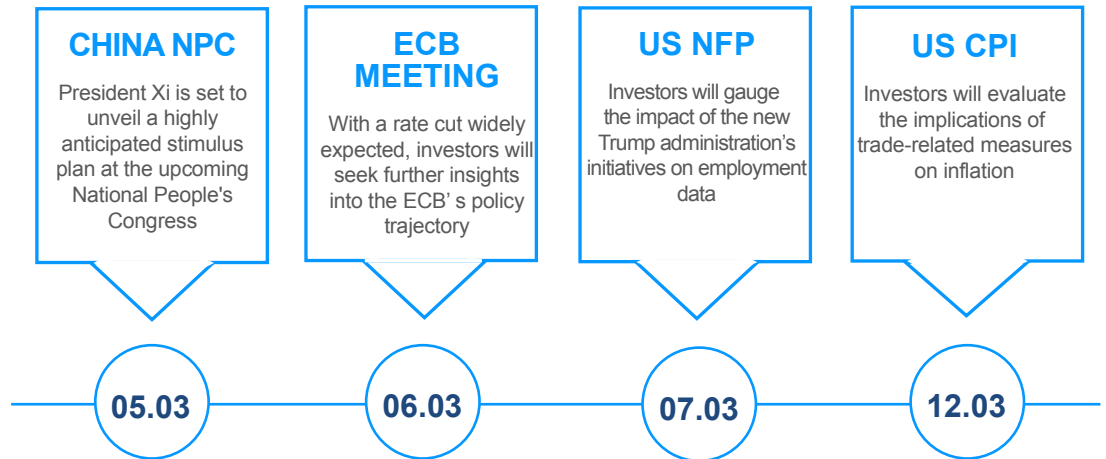 CHINA NPC
President Xi is set to
unveil a highly
anticipated stimulus
plan at the upcoming
National People's
Congress
ECB
MEETING
With a rate cut widely
expected, investors will
seek further insights
into the ECB’ s policy
trajectory
US NFP
Investors will gauge
the impact of the new
Trump administration’s
initiatives on employment
data
US CPI
Investors will evaluate
the implications of
trade-related measures
on inflation
05.03
06.03
07.03
12.03